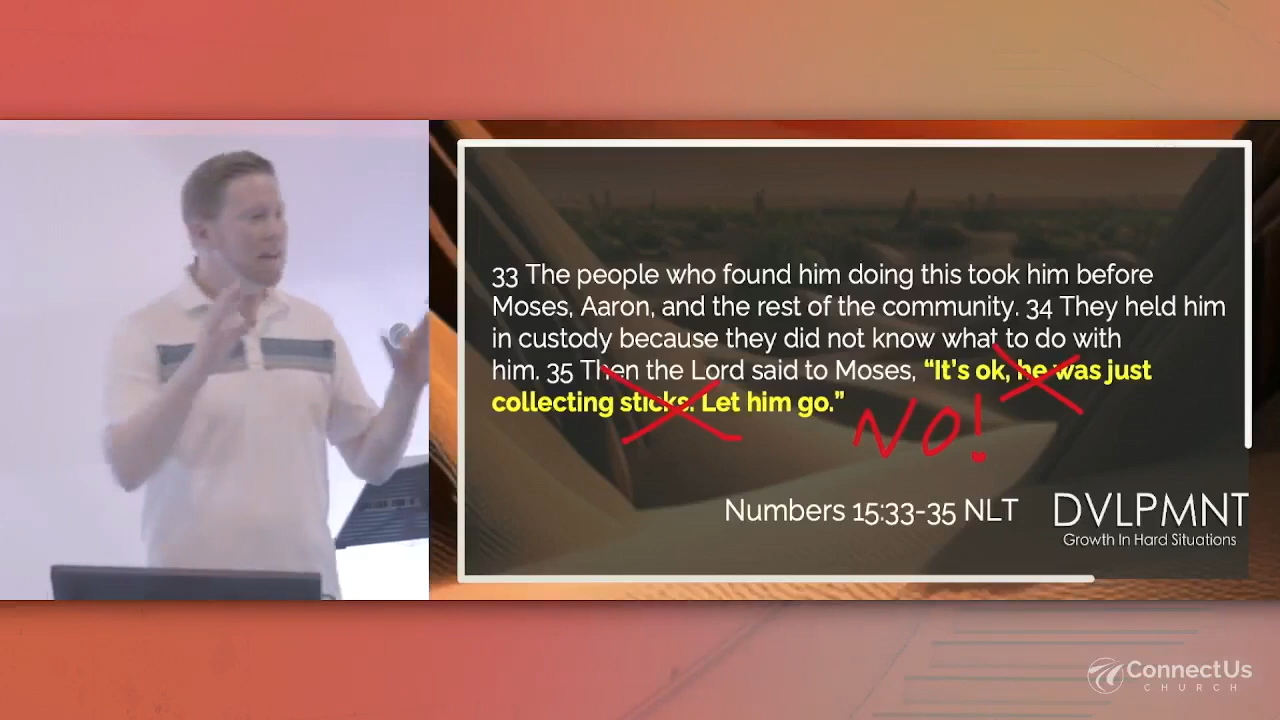 33 The people who found him doing this took him before
Moses, Aaron, and the rest of the community. 34 They held him
in custody because they did not know what to do with
him. 35 Then the Lord said to Moses, “It’s ok, he was just
collecting sticks. Let him go.”
NO!
Numbers 15:33-35 NLT
DVLPMNT
Growth In Hard Situations
ConnectUs
CHURCH